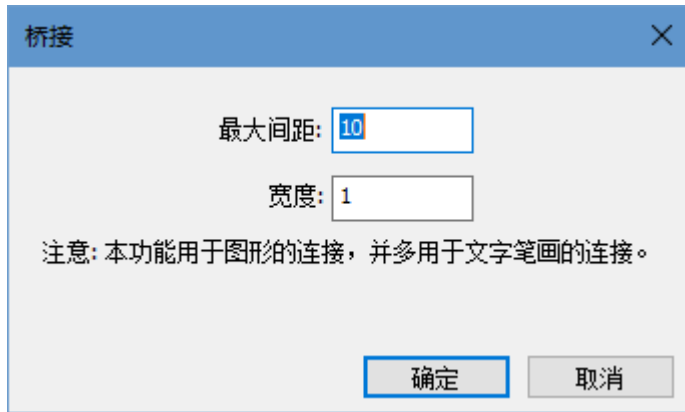 桥接
最大间距: 10
宽度: 1
注意: 本功能用于图形的连接，并多用于文字笔画的连接。
确定 取消